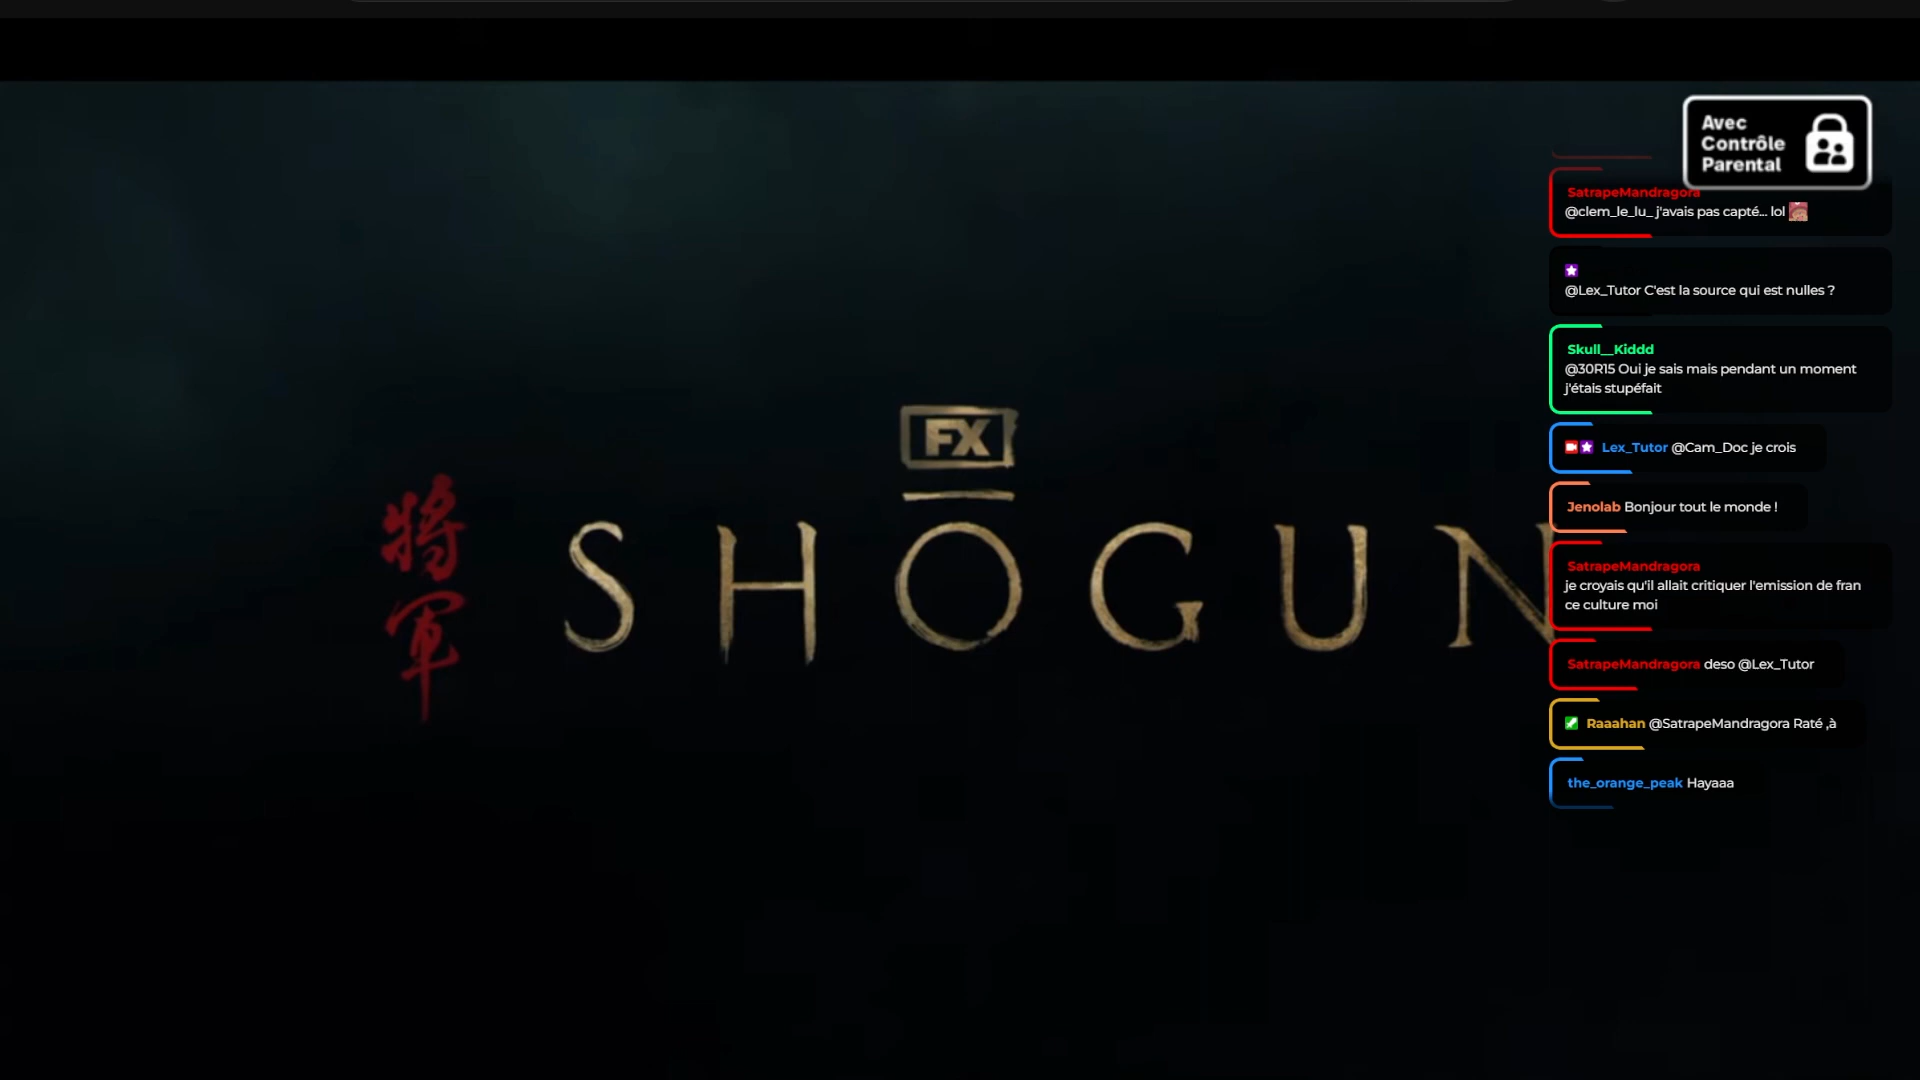 FX
將軍
SHŌGUN
Avec
Contrôle
Parental
SatrapeMandragora
@clem_le_lu_ j'avais pas capté... lol
@Lex_Tutor C'est la source qui est nulles ?
Skull__Kiddd
@30R15 Oui je sais mais pendant un moment
j'étais stupéfait
Lex_Tutor @Cam_Doc je crois
Jenolab Bonjour tout le monde !
SatrapeMandragora
je croyais qu'il allait critiquer l'emission de fran
ce culture moi
SatrapeMandragora deso @Lex_Tutor
Raaahan @SatrapeMandragora Raté ,à
the_orange_peak Hayaaa